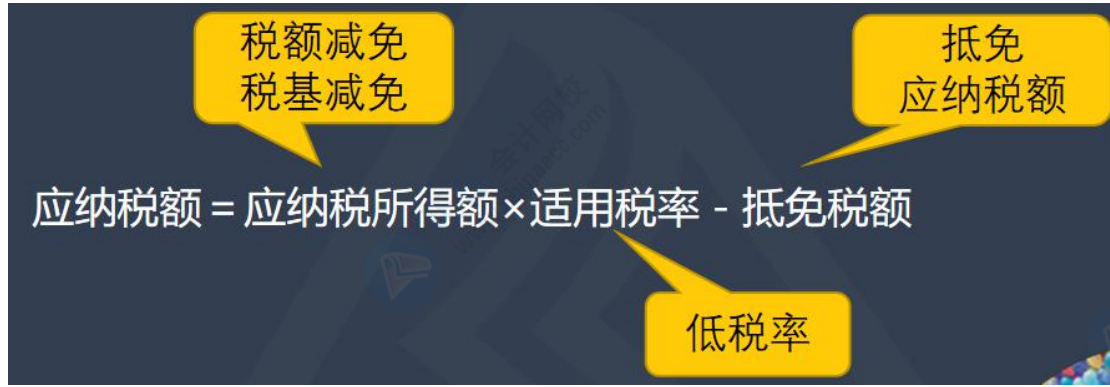 税额减免
税基减免
抵免
应纳税额
应纳税额 = 应纳税所得额×适用税率 - 抵免税额
低税率